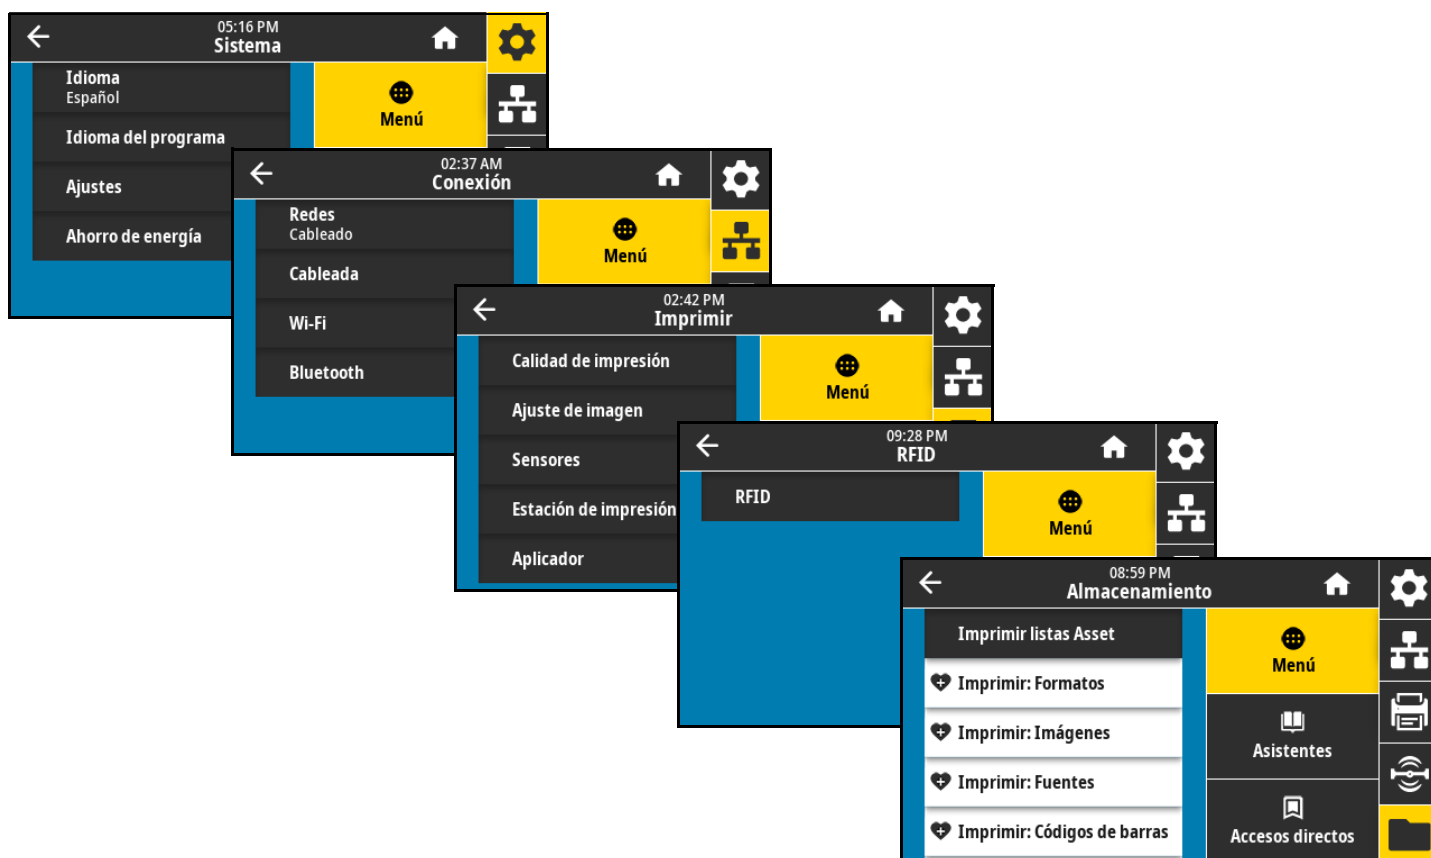 05:16 PM
Sistema
Idioma
Español
Menú
Idioma del programa
Ajustes
Ahorro de energía
02:37 AM
Conexión
Redes
Cableado
Menú
Cableada
Wi-Fi
Bluetooth
02:42 PM
Imprimir
Calidad de impresión
Menú
Ajuste de imagen
Sensores
Estación de impresión
Aplicador
09:28 PM
RFID
RFID
Menú
08:59 PM
Almacenamiento
Imprimir listas Asset
Menú
Imprimir: Formatos
Imprimir: Imágenes
Asistentes
Imprimir: Fuentes
Imprimir: Códigos de barras
Accesos directos